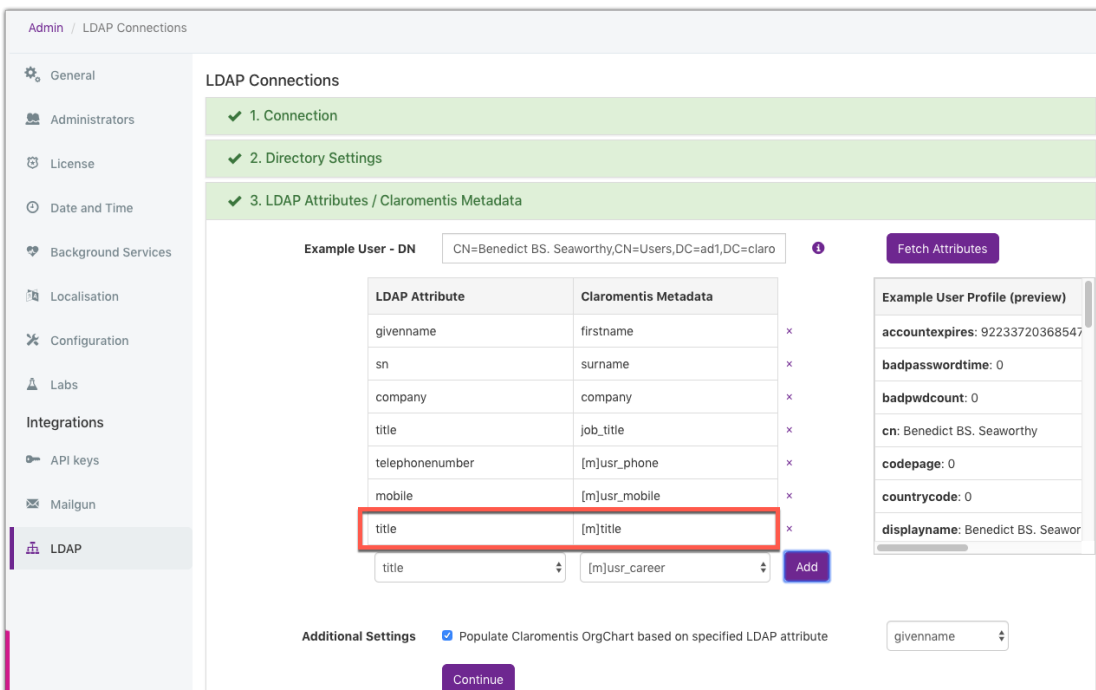 Admin / LDAP Connections
General
Administrators
License
Date and Time
Background Services
Localisation
Configuration
Labs
Integrations
API keys
Mailgun
LDAP
LDAP Connections
✔ 1. Connection
✔ 2. Directory Settings
✔ 3. LDAP Attributes / Claromentis Metadata
Example User - DN CN=Benedict BS. Seaworthy,CN=Users,DC=ad1,DC=claro Fetch Attributes
LDAP Attribute Claromentis Metadata
givenname firstname ×
sn surname ×
company company ×
title job_title ×
telephonenumber [m]usr_phone ×
mobile [m]usr_mobile ×
title [m]title ×
title [m]usr_career Add
Example User Profile (preview)
accountexpires: 92233720368547
badpasswordtime: 0
badpwdcount: 0
cn: Benedict BS. Seaworthy
codepage: 0
countrycode: 0
displayname: Benedict BS. Seawor
Additional Settings Populate Claromentis OrgChart based on specified LDAP attribute givenname
Continue